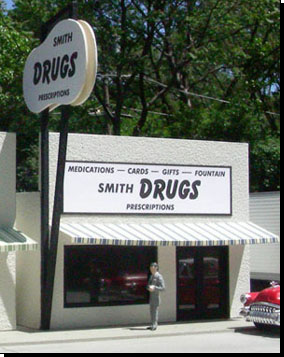 SMITH
DRUGS
PRESCRIPTIONS
MEDICATIONS — CARDS — GIFTS — FOUNTAIN
SMITH DRUGS
PRESCRIPTIONS